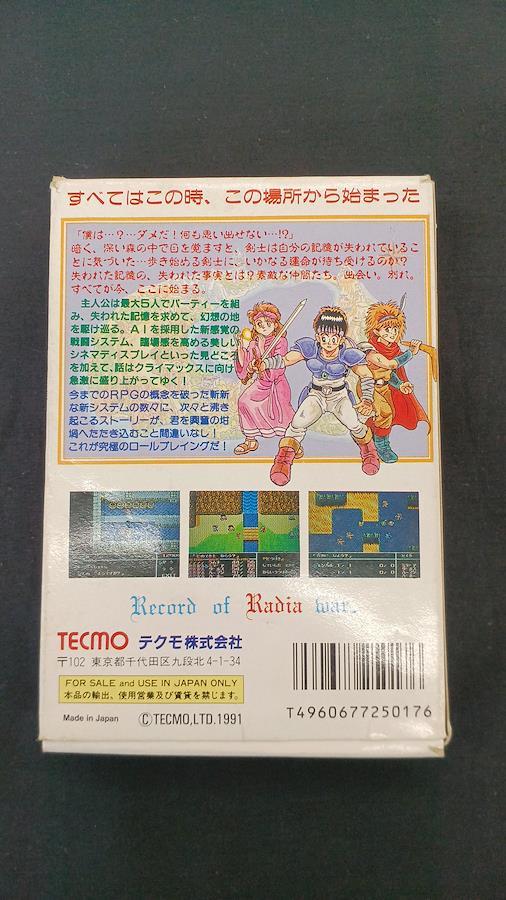 すべてはこの時、この場所から始まった
「僕は…？…ダメだ！何も思い出せない…!?」
暗く、深い森の中で目を覚ますと、剣士は自分の記憶が失われているこ
とに気づいた…歩き始める剣士に、いかなる運命が待ち受けるのか？
失われた記憶の、失われた事実とは？素敵な仲間たち。出会い。別れ。
すべてが今、ここに始まる。
主人公は最大5人でパーティーを組
み、失われた記憶を求めて、幻想の地
を駆け巡る。AIを採用した新感覚の
戦闘システム、臨場感を高める美しい
シネマディスプレイといった見どころ
を加えて、話はクライマックスに向け
急激に盛り上がってゆく！
今までのRPGの概念を破った斬新
な新システムの数々に、次々と沸き
起こるストーリーが、君を興奮の坩
堝へたたき込むこと間違いなし！
これが究極のロールプレイングだ！
Record of Radia war.
TECMO テクモ株式会社
〒102 東京都千代田区九段北4-1-34
FOR SALE and USE IN JAPAN ONLY
本品の輸出、使用営業及び賃貸を禁じます。
Made in Japan
©TECMO,LTD.1991
T4960677250176